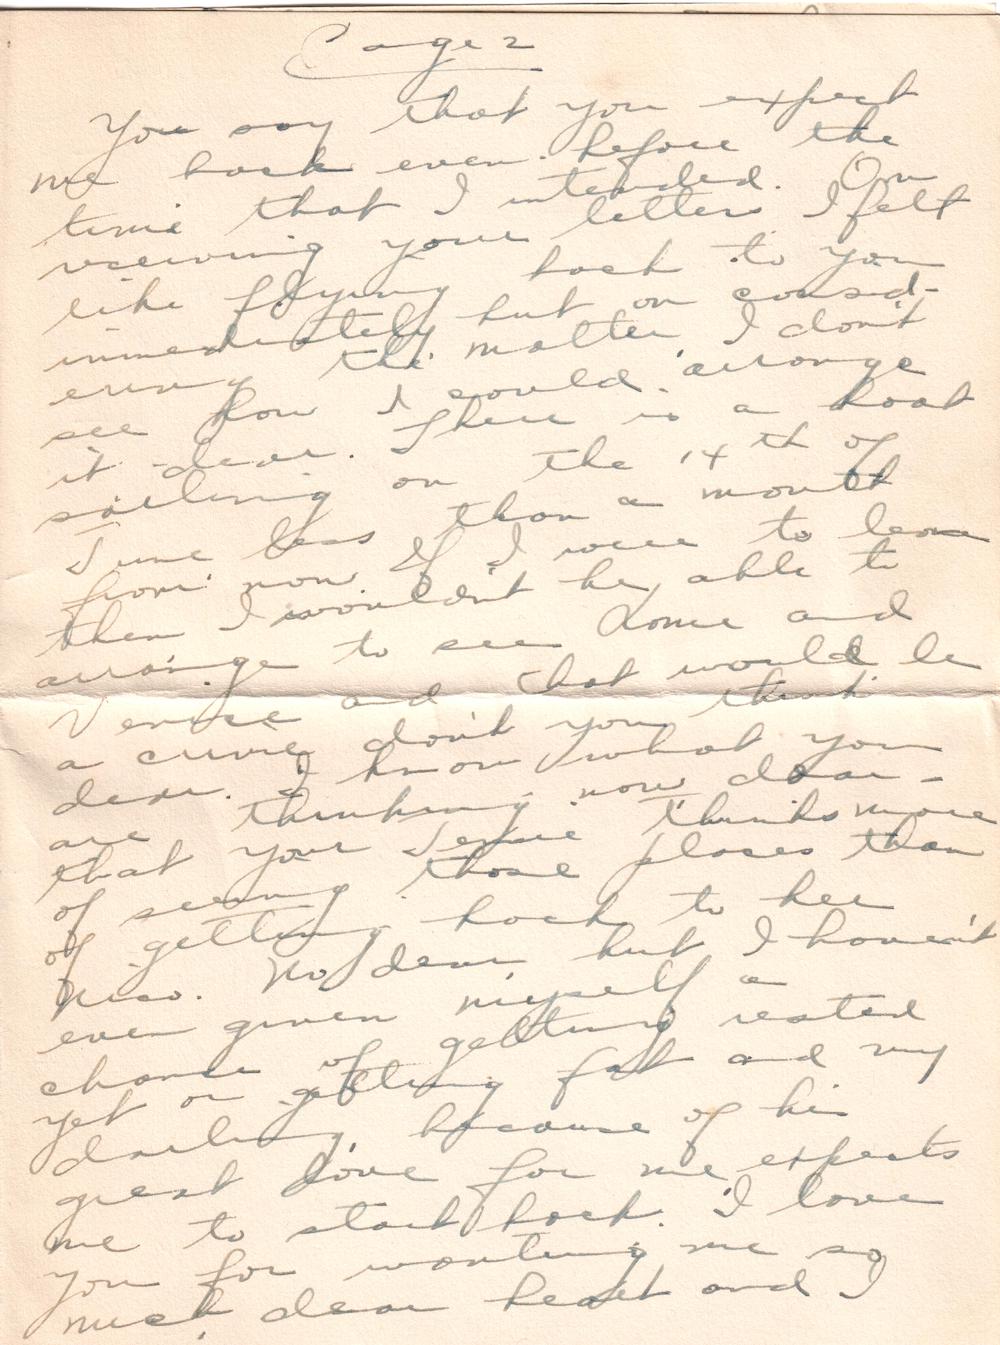 Page 2
You say that you expect
me back even before the
time that I intended. On
receiving your letters I felt
like flying back to you
immediately but on consid-
ering the matter I don't
see how I could arrange
it dear. There is a boat
sailing on the 14th of
June less than a month
from now. If I were to leave
then I wouldn't be able to
arrange to see Rome and
Venice and that would be
a crime don't you think
dear. I know what you
are thinking now dear -
that your Jennie thinks more
of seeing those places than
of getting back to her
. No, dear, but I haven't
even given myself a
chance of getting rested
yet or getting fat and my
darling, because of his
great love for me, expects
me to start back. I love
you for wanting me so
much, dear heart and I